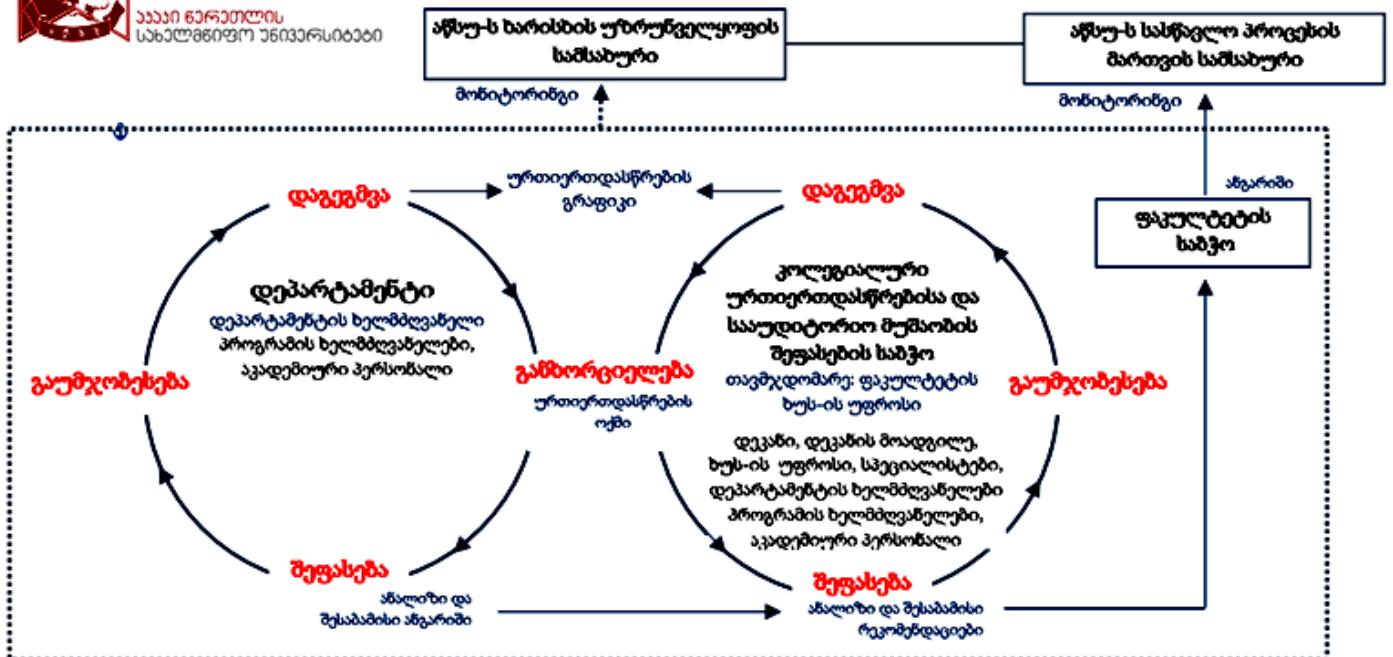 აკაკი წერეთლის
სახელმწიფო უნივერსიტეტი
აწსუ-ს ხარისხის უზრუნველყოფის
სამსახური
აწსუ-ს სასწავლო პროცესის
მართვის სამსახური
მონიტორინგი
მონიტორინგი
დაგეგმვა
ურთიერთდასწრების
გრაფიკი
დაგეგმვა
ანგარიში
ფაკულტეტის
საბჭო
დეპარტამენტი
დეპარტამენტის ხელმძღვანელი
პროგრამის ხელმძღვანელები,
აკადემიური პერსონალი
კოლეგიალური
ურთიერთდასწრებისა და
სააუდიტორიო მუშაობის
შეფასების საბჭო
თავმჯდომარე: ფაკულტეტის
ხუს-ის უფროსი
გაუმჯობესება
განხორციელება
ურთიერთდასწრების
ოქმი
გაუმჯობესება
დეკანი, დეკანის მოადგილე,
ხუს-ის უფროსი, სპეციალისტები,
დეპარტამენტის ხელმძღვანელები
პროგრამის ხელმძღვანელები,
აკადემიური პერსონალი
შეფასება
ანალიზი და
შესაბამისი ანგარიში
შეფასება
ანალიზი და შესაბამისი
რეკომენდაციები